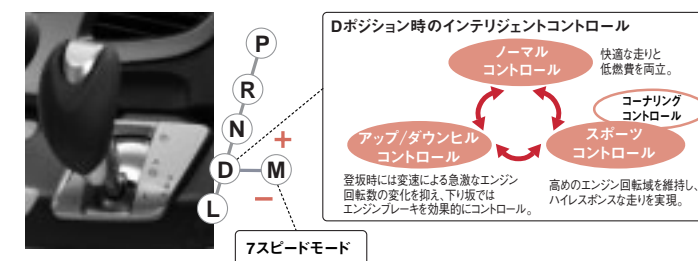 Dポジション時のインテリジェントコントロール
ノーマル
コントロール
快適な走りと
低燃費を両立。
コーナリング
コントロール
アップ/ダウンヒル
コントロール
スポーツ
コントロール
登坂時には変速による急激なエンジン
回転数の変化を抑え、下り坂では
エンジンブレーキを効果的にコントロール。
高めのエンジン回転域を維持し、
ハイレスポンスな走りを実現。
P
R
N
+
D
M
−
L
7スピードモード